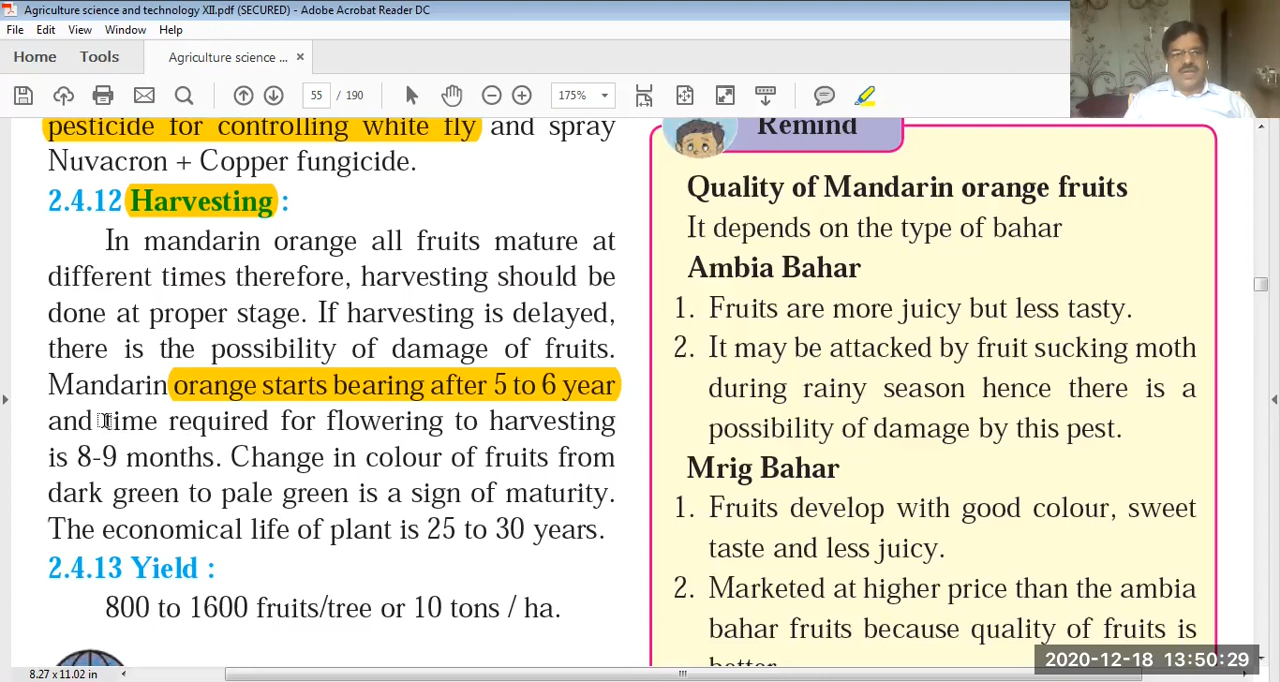 Agriculture science and technology XII.pdf (SECURED) - Adobe Acrobat Reader DC
File Edit View Window Help
Home Tools Agriculture science ... ×
55 / 190 175%
pesticide for controlling white fly and spray
Nuvacron + Copper fungicide.
2.4.12 Harvesting :
In mandarin orange all fruits mature at
different times therefore, harvesting should be
done at proper stage. If harvesting is delayed,
there is the possibility of damage of fruits.
Mandarin orange starts bearing after 5 to 6 year
and time required for flowering to harvesting
is 8-9 months. Change in colour of fruits from
dark green to pale green is a sign of maturity.
The economical life of plant is 25 to 30 years.
2.4.13 Yield :
800 to 1600 fruits/tree or 10 tons / ha.
Remind
Quality of Mandarin orange fruits
It depends on the type of bahar
Ambia Bahar
1. Fruits are more juicy but less tasty.
2. It may be attacked by fruit sucking moth
during rainy season hence there is a
possibility of damage by this pest.
Mrig Bahar
1. Fruits develop with good colour, sweet
taste and less juicy.
2. Marketed at higher price than the ambia
bahar fruits because quality of fruits is
better.
2020-12-18 13:50:29
8.27 x 11.02 in